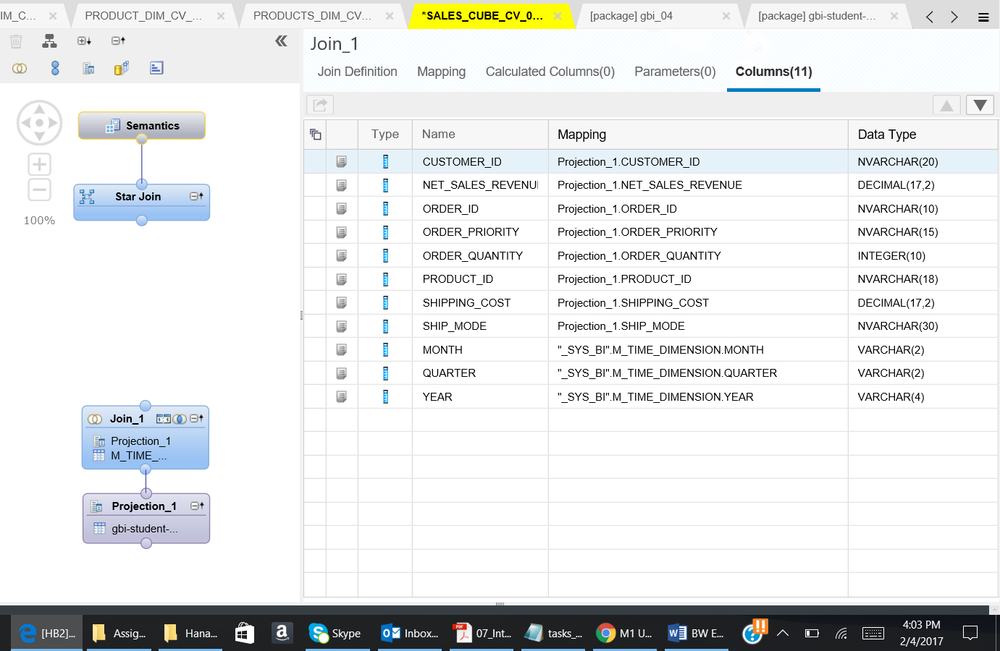 IM_C... PRODUCT_DIM_CV_... PRODUCTS_DIM_CV... *SALES_CUBE_CV_0... [package] gbi_04 [package] gbi-student-...
Join_1
Join Definition Mapping Calculated Columns(0) Parameters(0) Columns(11)
Semantics
Star Join
100%
Join_1 1:1
Projection_1
M_TIME_...
Projection_1
gbi-student-...
Type Name Mapping Data Type
CUSTOMER_ID Projection_1.CUSTOMER_ID NVARCHAR(20)
NET_SALES_REVENUI Projection_1.NET_SALES_REVENUE DECIMAL(17,2)
ORDER_ID Projection_1.ORDER_ID NVARCHAR(10)
ORDER_PRIORITY Projection_1.ORDER_PRIORITY NVARCHAR(15)
ORDER_QUANTITY Projection_1.ORDER_QUANTITY INTEGER(10)
PRODUCT_ID Projection_1.PRODUCT_ID NVARCHAR(18)
SHIPPING_COST Projection_1.SHIPPING_COST DECIMAL(17,2)
SHIP_MODE Projection_1.SHIP_MODE NVARCHAR(30)
MONTH "_SYS_BI".M_TIME_DIMENSION.MONTH VARCHAR(2)
QUARTER "_SYS_BI".M_TIME_DIMENSION.QUARTER VARCHAR(2)
YEAR "_SYS_BI".M_TIME_DIMENSION.YEAR VARCHAR(4)
[HB2]... Assig... Hana... a Skype Inbox... PDF 07_Int... tasks_... M1 U... BW E... 4:03 PM
2/4/2017